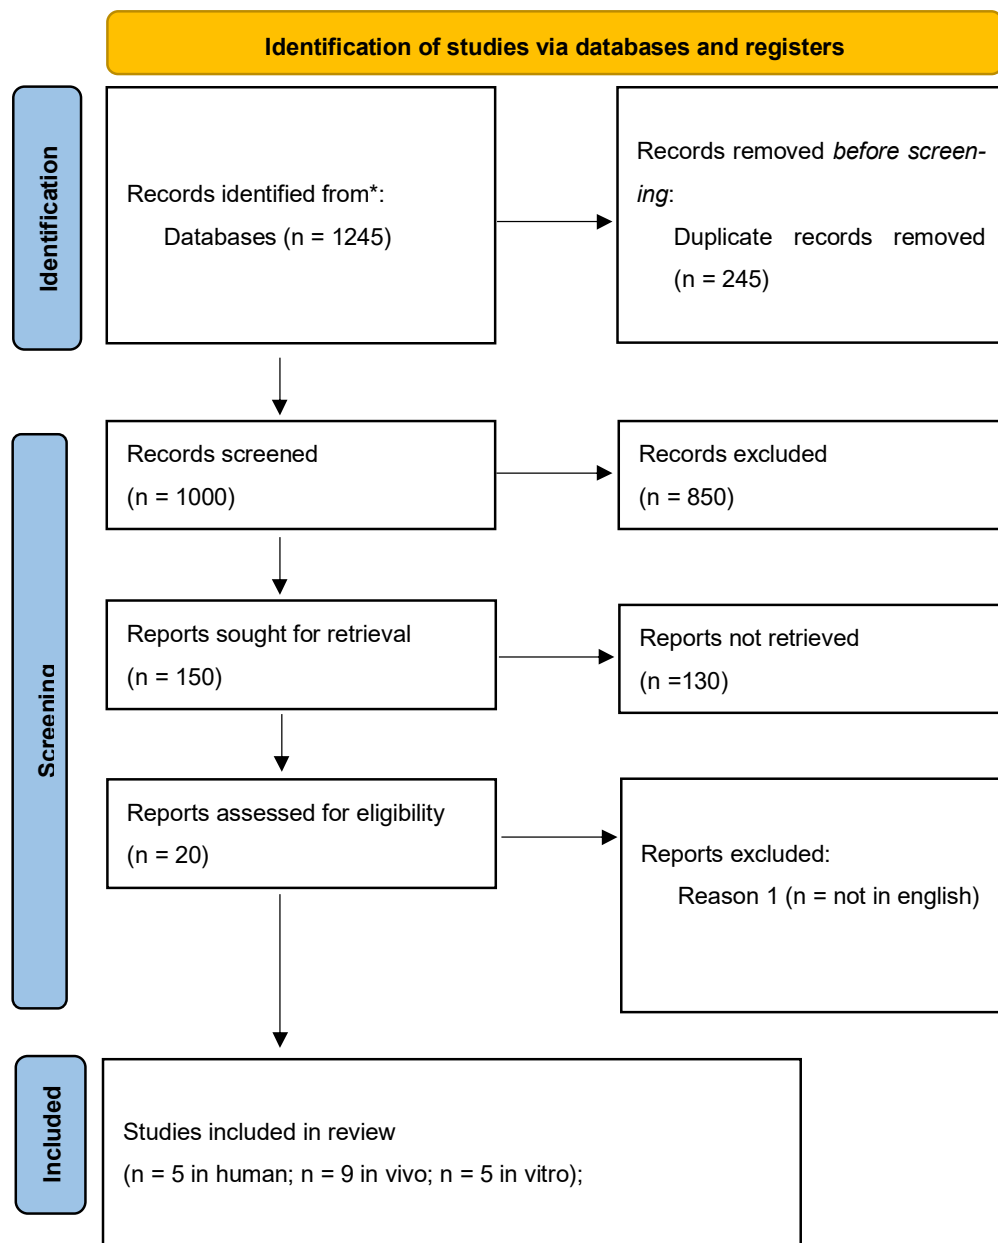 Identification of studies via databases and registers
Identification
Records identified from*:
Databases (n = 1245)
Records removed before screen-
ing:
Duplicate records removed
(n = 245)
Screening
Records screened
(n = 1000)
Records excluded
(n = 850)
Reports sought for retrieval
(n = 150)
Reports not retrieved
(n =130)
Reports assessed for eligibility
(n = 20)
Reports excluded:
Reason 1 (n = not in english)
Included
Studies included in review
(n = 5 in human; n = 9 in vivo; n = 5 in vitro);